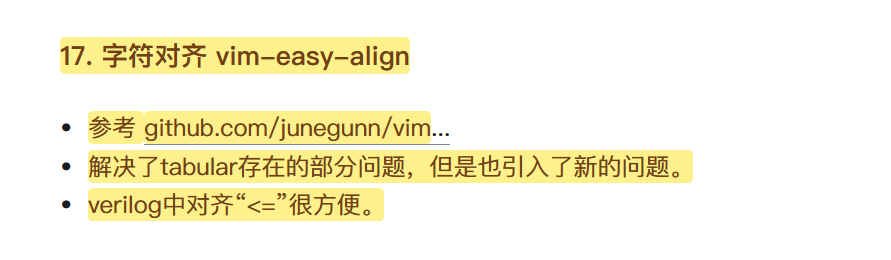 17. 字符对齐 vim-easy-align
• 参考 github.com/junegunn/vim...
• 解决了tabular存在的部分问题，但是也引入了新的问题。
• verilog中对齐“<=”很方便。